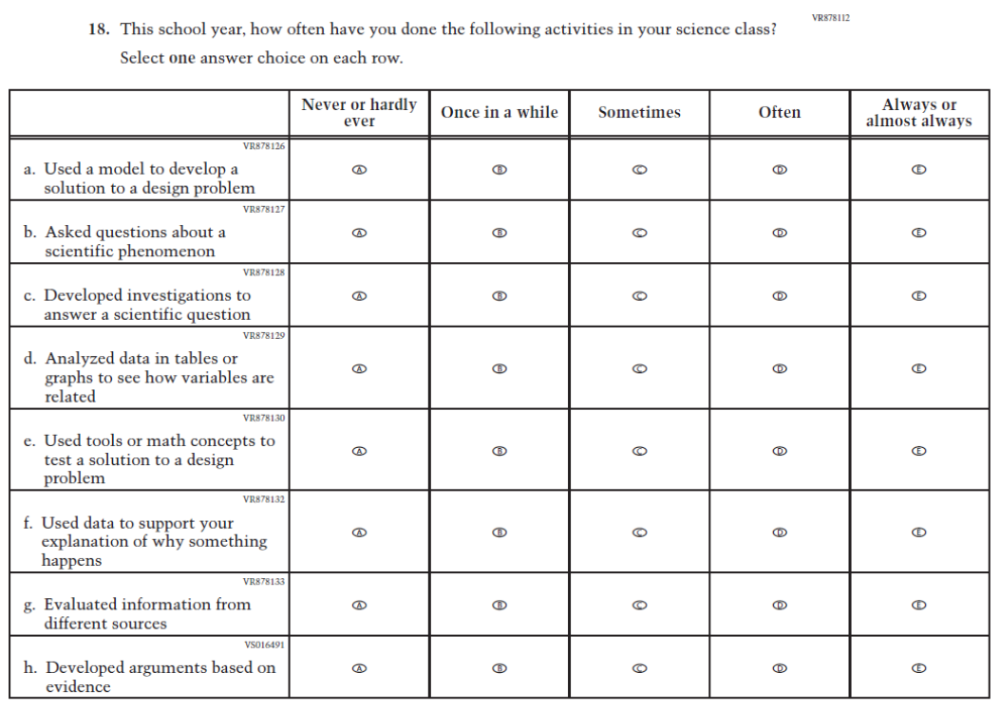 VR878112
18. This school year, how often have you done the following activities in your science class?
Select one answer choice on each row.
Never or hardly ever Once in a while Sometimes Often Always or almost always
VR878126
a. Used a model to develop a
solution to a design problem
A B C D E
VR878127
b. Asked questions about a
scientific phenomenon
A B C D E
VR878128
c. Developed investigations to
answer a scientific question
A B C D E
VR878129
d. Analyzed data in tables or
graphs to see how variables are
related
A B C D E
VR878130
e. Used tools or math concepts to
test a solution to a design
problem
A B C D E
VR878132
f. Used data to support your
explanation of why something
happens
A B C D E
VR878133
g. Evaluated information from
different sources
A B C D E
VS016491
h. Developed arguments based on
evidence
A B C D E